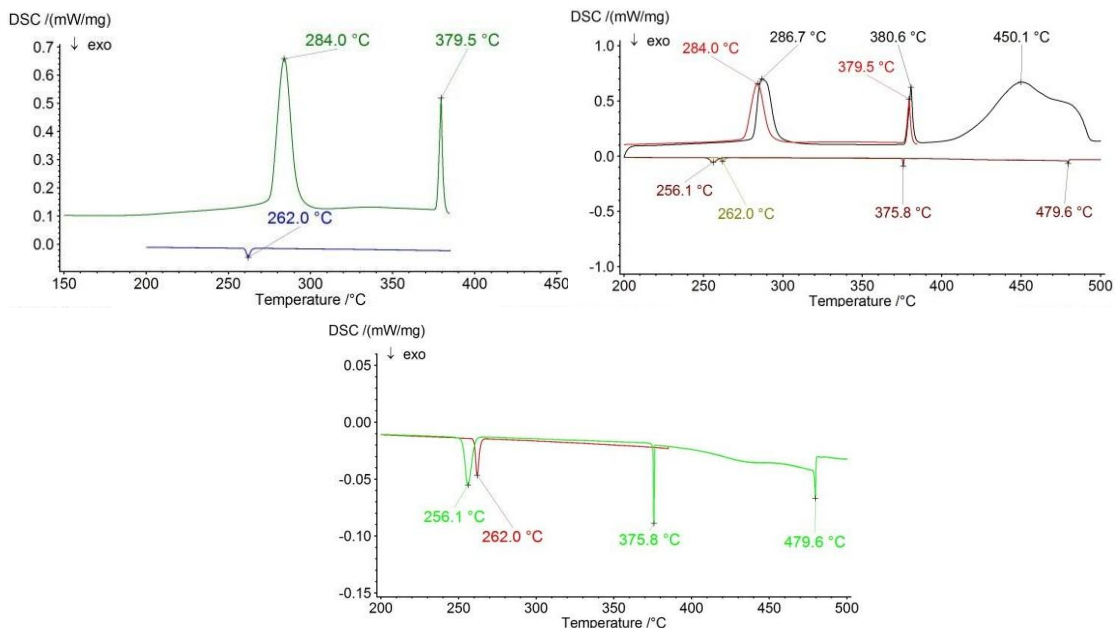 DSC /(mW/mg)
↓ exo
0.7
0.6
0.5
0.4
0.3
0.2
0.1
0.0
284.0 °C
379.5 °C
262.0 °C
150
200
250
300
350
400
450
Temperature /°C
DSC /(mW/mg)
↓ exo
1.0
0.5
0.0
-0.5
-1.0
284.0 °C
286.7 °C
380.6 °C
450.1 °C
379.5 °C
256.1 °C
262.0 °C
375.8 °C
479.6 °C
200
250
300
350
400
450
500
Temperature /°C
DSC /(mW/mg)
↓ exo
0.05
0.00
-0.05
-0.10
-0.15
256.1 °C
262.0 °C
375.8 °C
479.6 °C
200
250
300
350
400
450
500
Temperature /°C